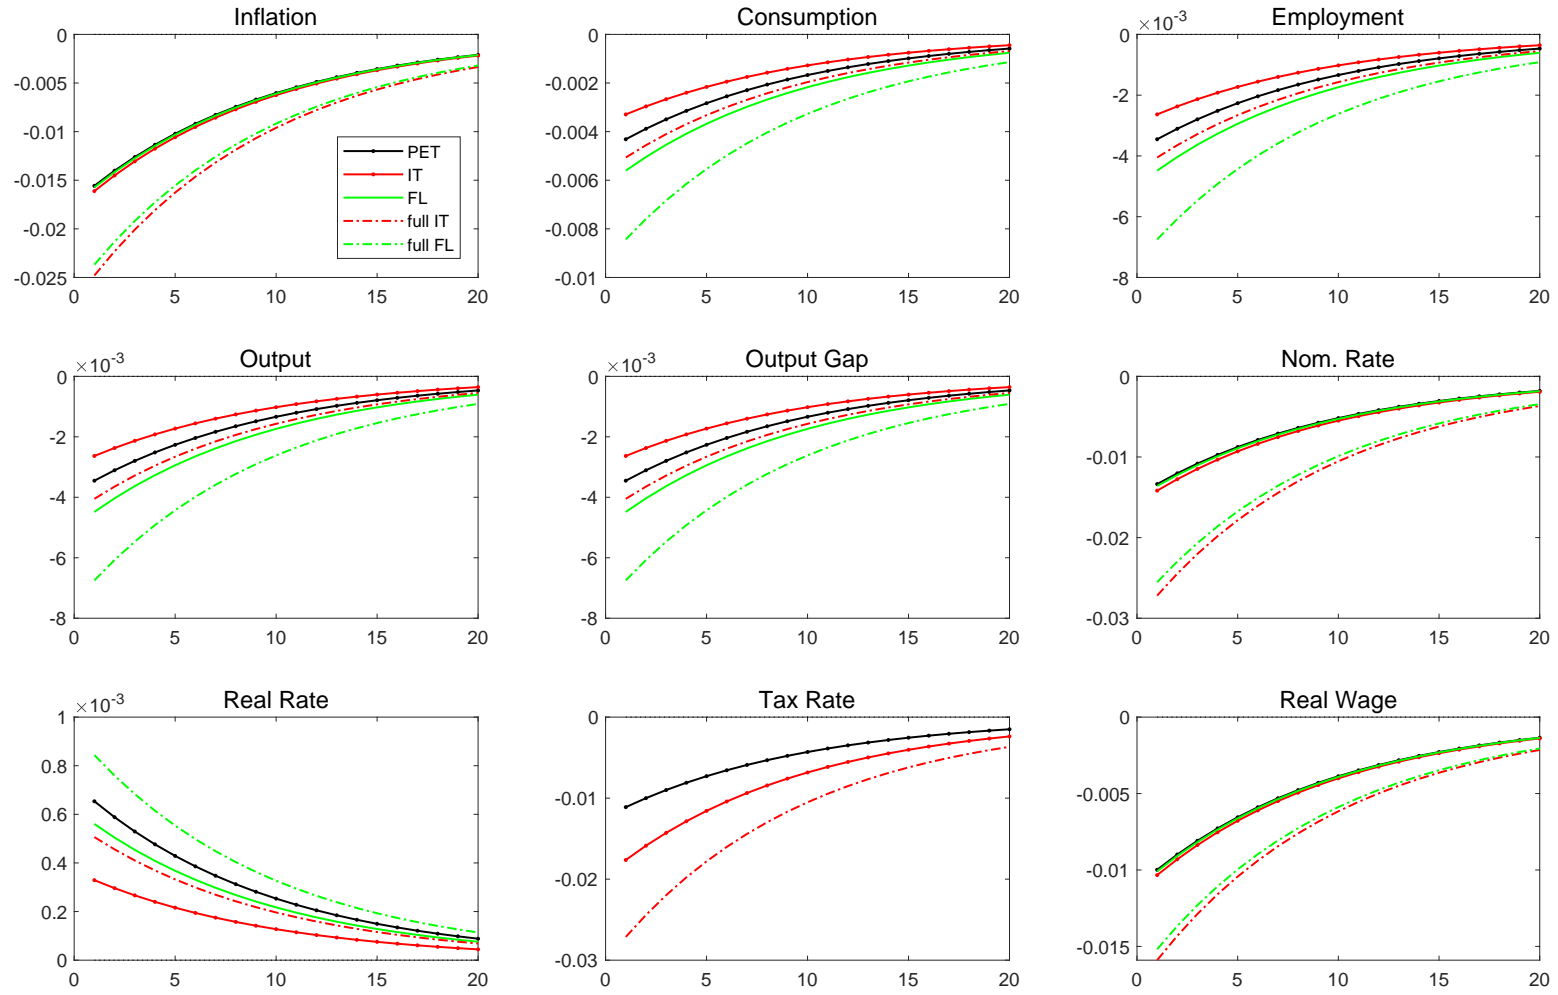 Inflation
0
-0.005
-0.01
-0.015
-0.02
-0.025
0 5 10 15 20
PET
IT
FL
full IT
full FL
Consumption
0
-0.002
-0.004
-0.006
-0.008
-0.01
0 5 10 15 20
Employment
×10-3
0
-2
-4
-6
-8
0 5 10 15 20
Output
×10-3
0
-2
-4
-6
-8
0 5 10 15 20
Output Gap
×10-3
0
-2
-4
-6
-8
0 5 10 15 20
Nom. Rate
0
-0.01
-0.02
-0.03
0 5 10 15 20
Real Rate
×10-3
1
0.8
0.6
0.4
0.2
0
0 5 10 15 20
Tax Rate
0
-0.01
-0.02
-0.03
0 5 10 15 20
Real Wage
0
-0.005
-0.01
-0.015
0 5 10 15 20